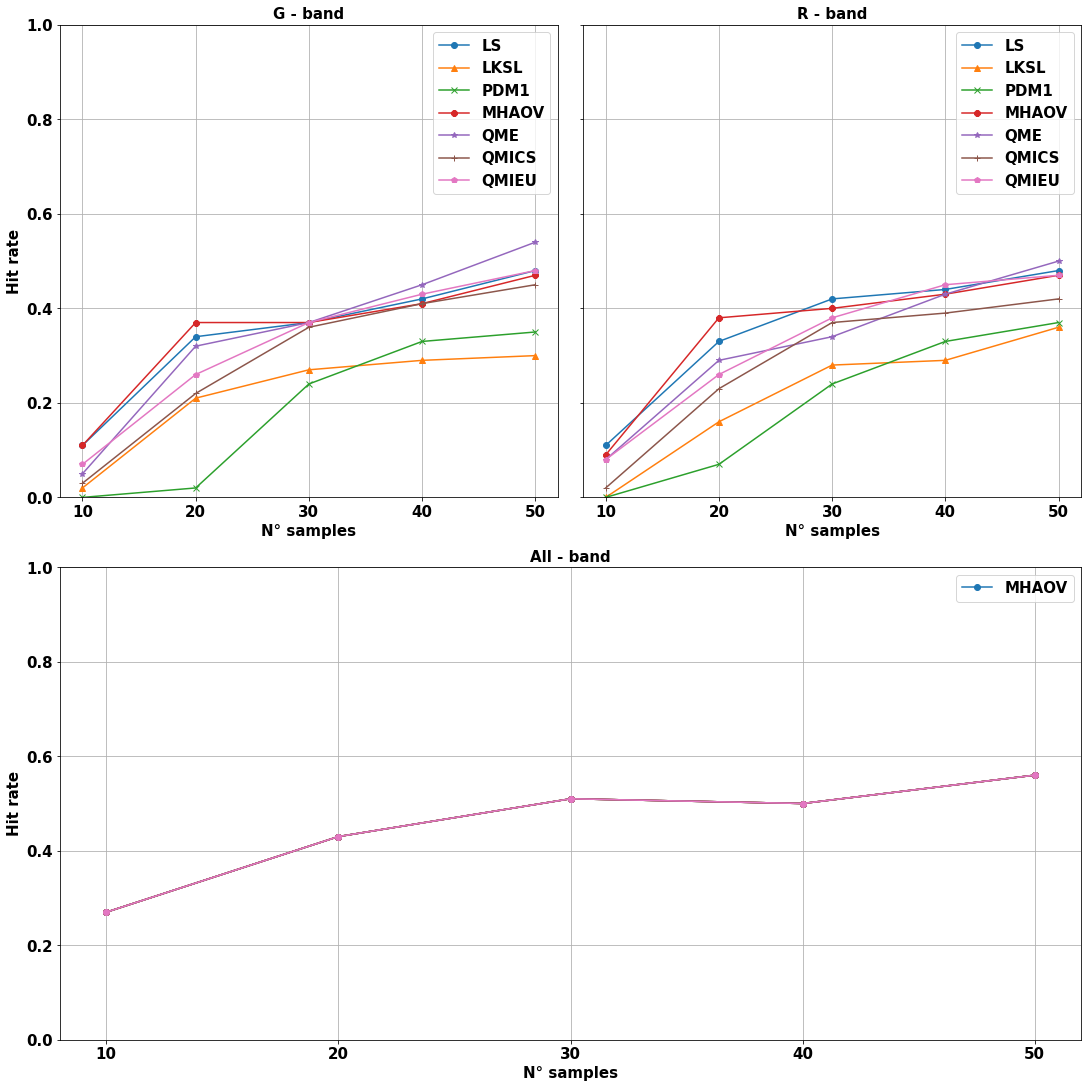 G - band
1.0
0.8
0.6
0.4
0.2
0.0
Hit rate
LS
LKSL
PDM1
MHAOV
QME
QMICS
QMIEU
10 20 30 40 50
N° samples
R - band
LS
LKSL
PDM1
MHAOV
QME
QMICS
QMIEU
10 20 30 40 50
N° samples
All - band
1.0
0.8
0.6
0.4
0.2
0.0
Hit rate
MHAOV
10 20 30 40 50
N° samples